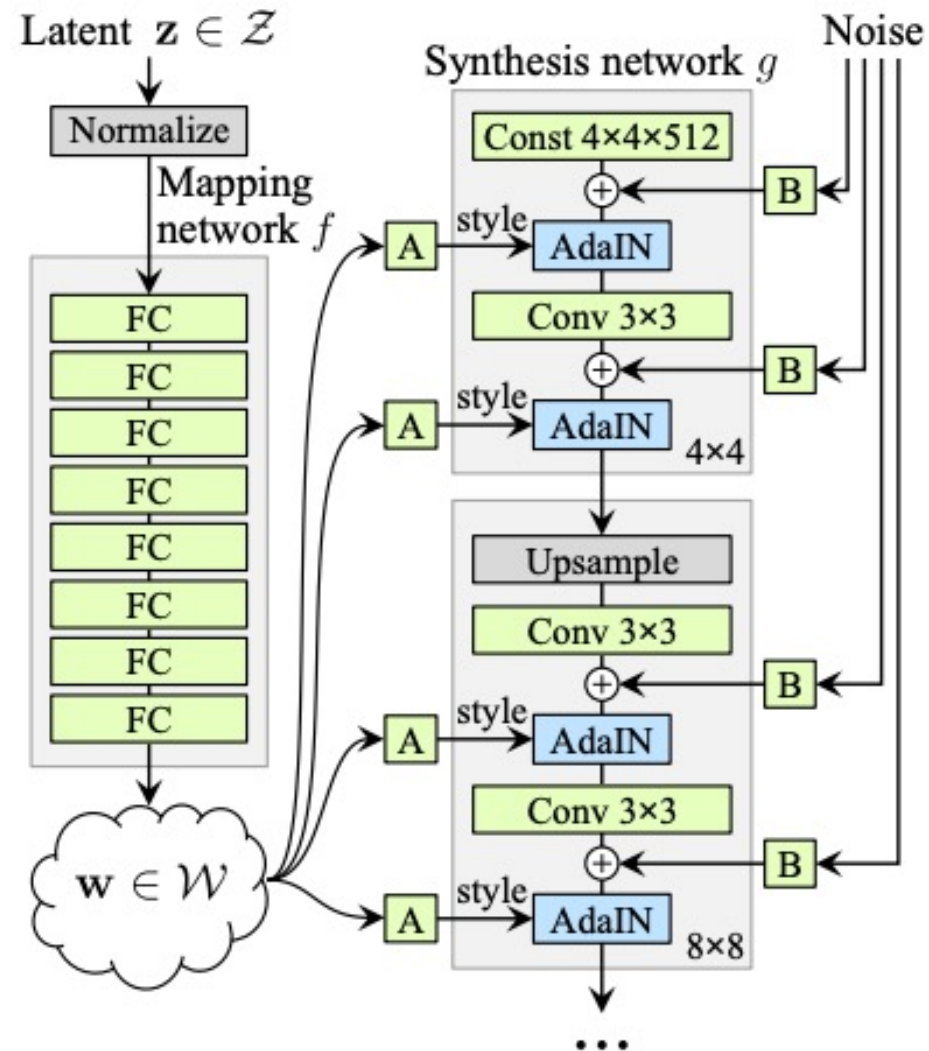 Latent z ∈ 𝒵
Normalize
Mapping
network f
FC
FC
FC
FC
FC
FC
FC
FC
w ∈ 𝒲
Synthesis network g
Noise
Const 4×4×512
B
A
style
AdaIN
Conv 3×3
B
A
style
AdaIN
4×4
Upsample
Conv 3×3
B
A
style
AdaIN
Conv 3×3
B
A
style
AdaIN
8×8
...